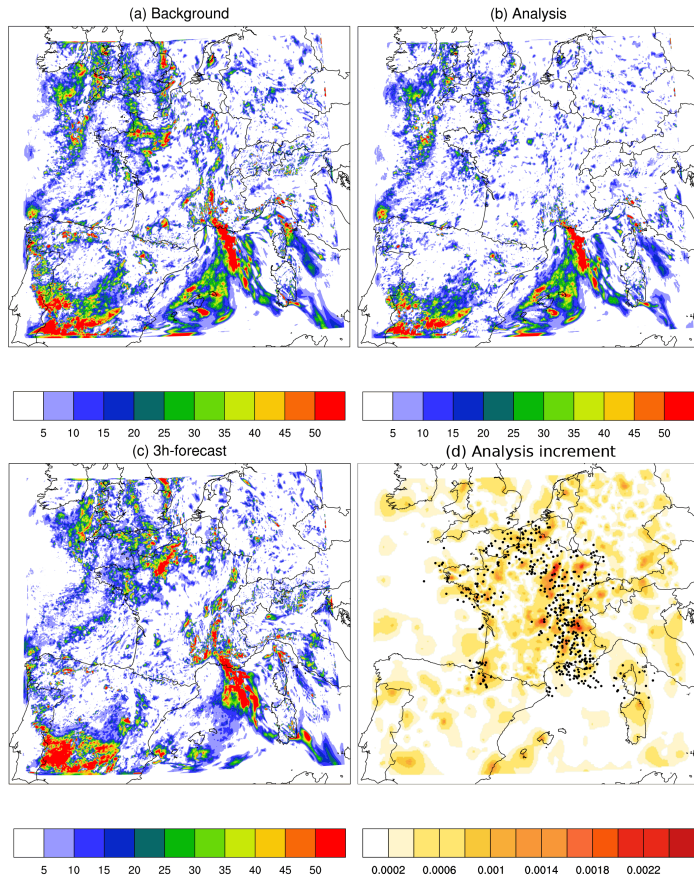 (a) Background
(b) Analysis
5 10 15 20 25 30 35 40 45 50
5 10 15 20 25 30 35 40 45 50
(c) 3h-forecast
(d) Analysis increment
5 10 15 20 25 30 35 40 45 50
0.0002 0.0006 0.001 0.0014 0.0018 0.0022